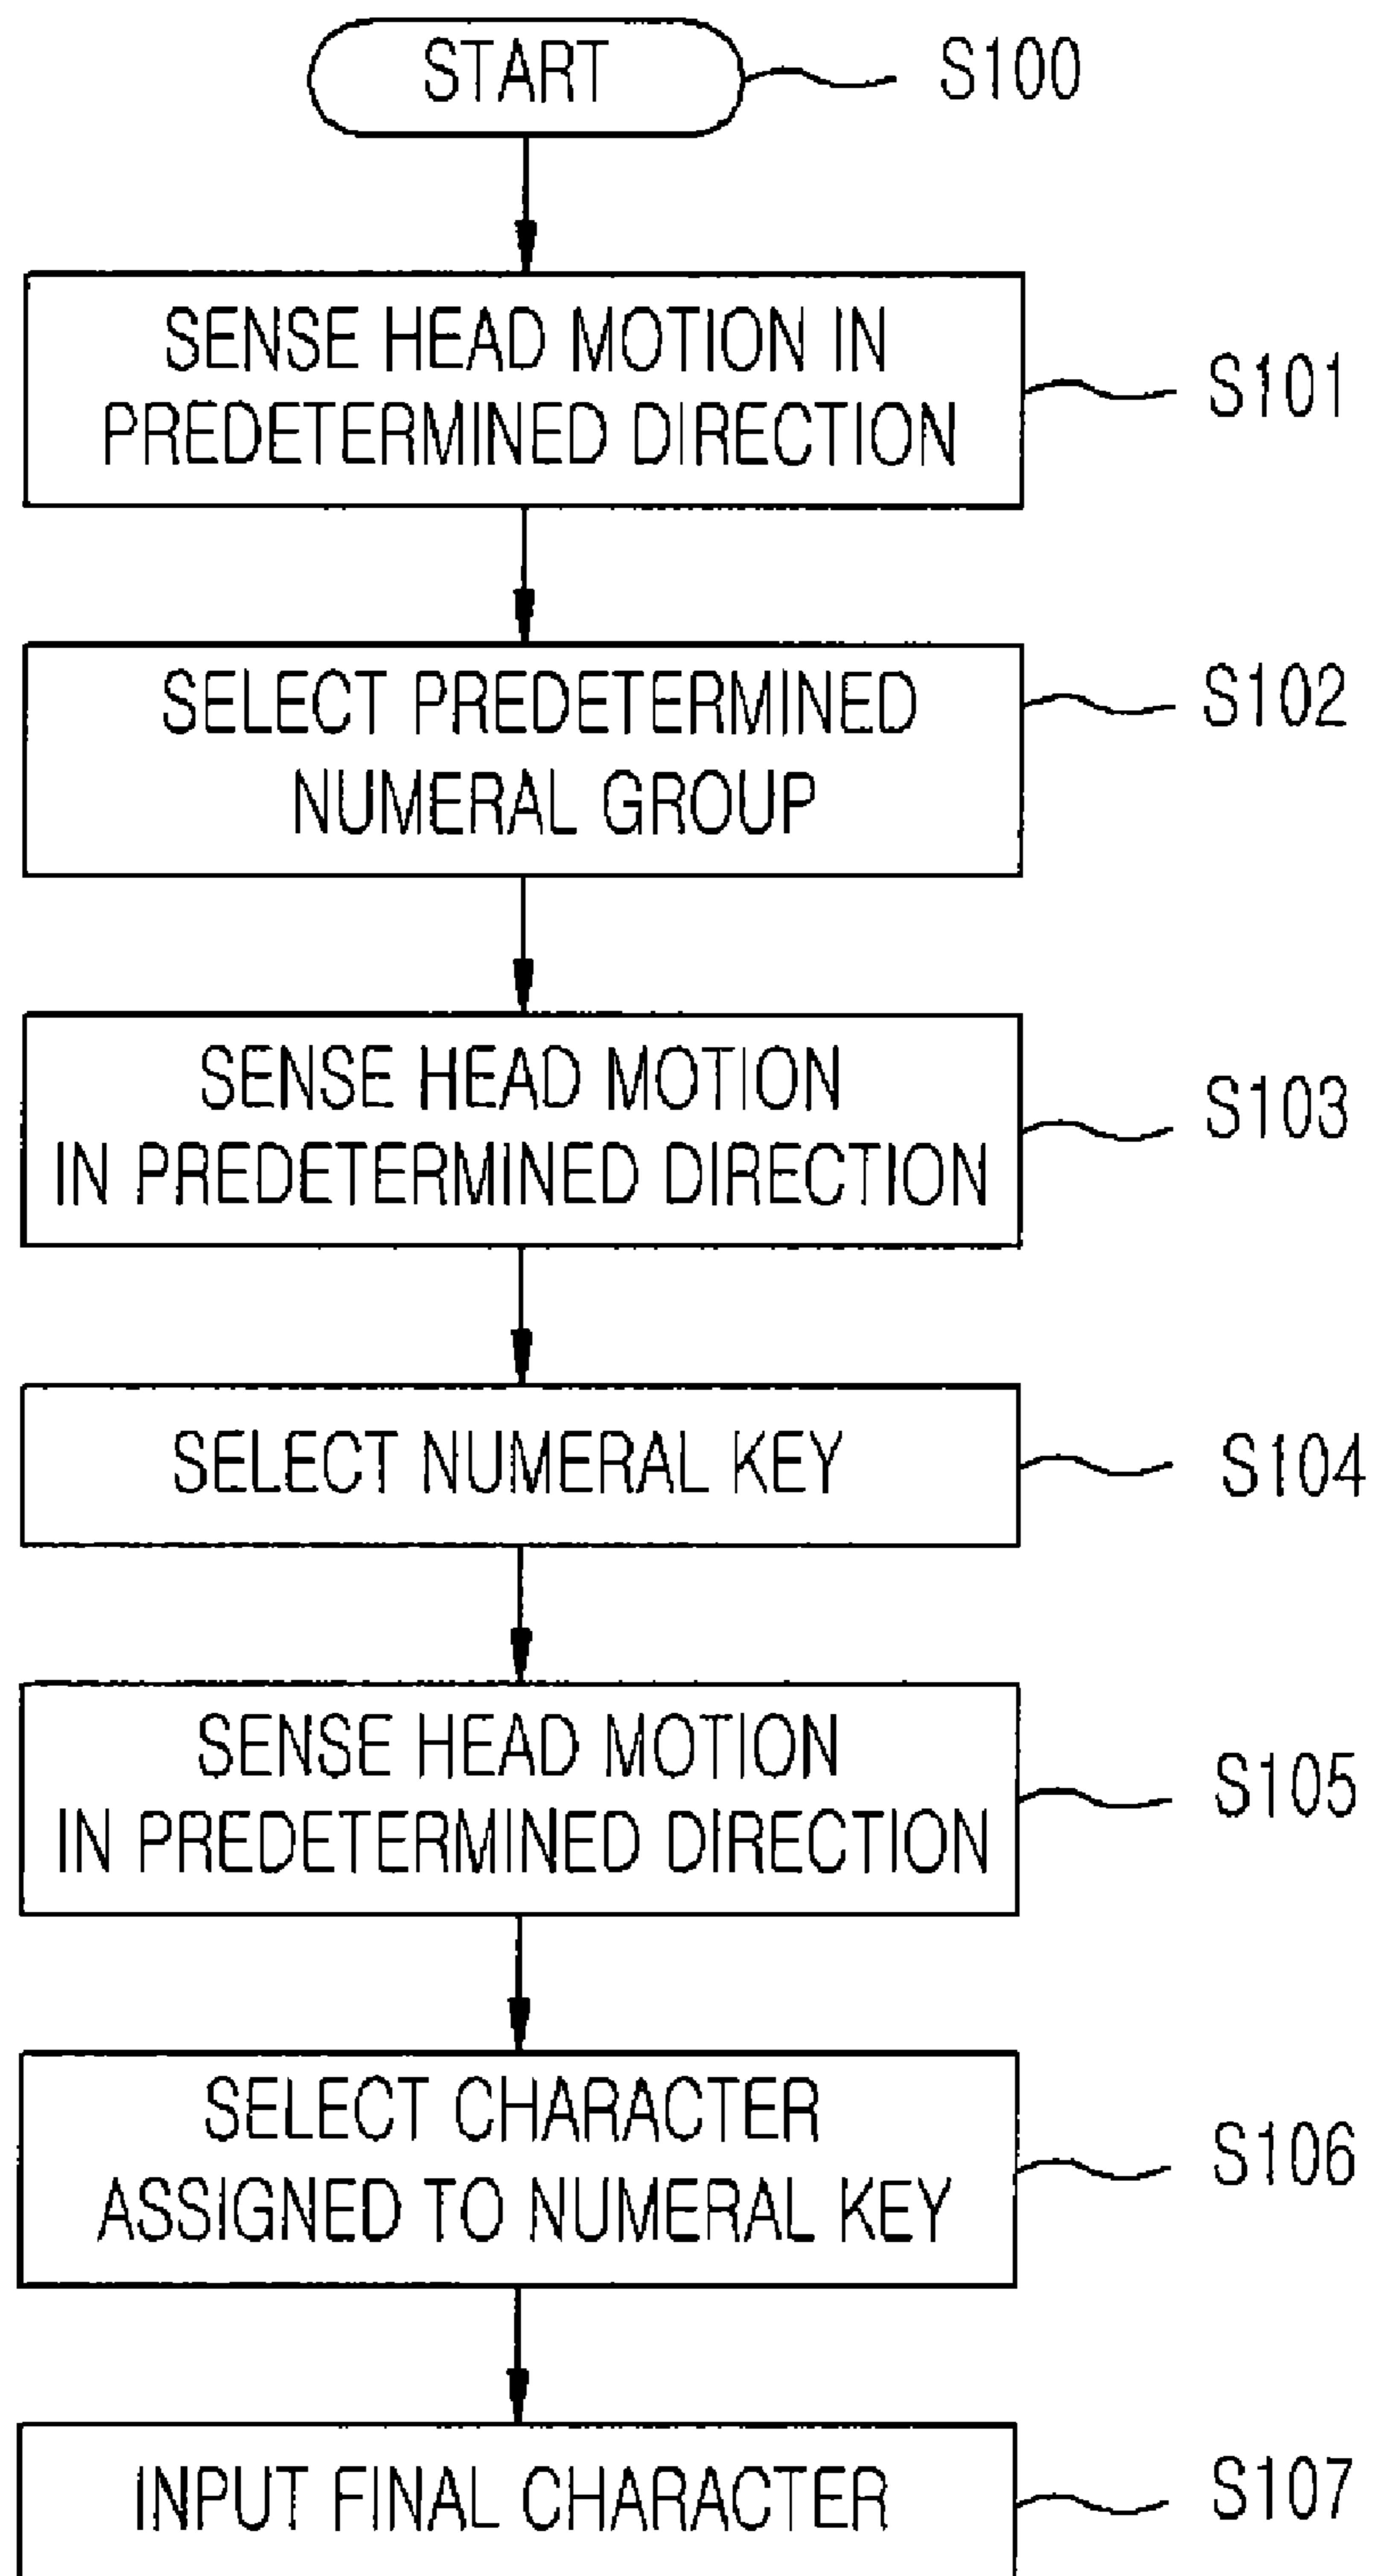 START
S100
SENSE HEAD MOTION IN
PREDETERMINED DIRECTION
S101
SELECT PREDETERMINED
NUMERAL GROUP
S102
SENSE HEAD MOTION
IN PREDETERMINED DIRECTION
S103
SELECT NUMERAL KEY
S104
SENSE HEAD MOTION
IN PREDETERMINED DIRECTION
S105
SELECT CHARACTER
ASSIGNED TO NUMERAL KEY
S106
INPUT FINAL CHARACTER
S107